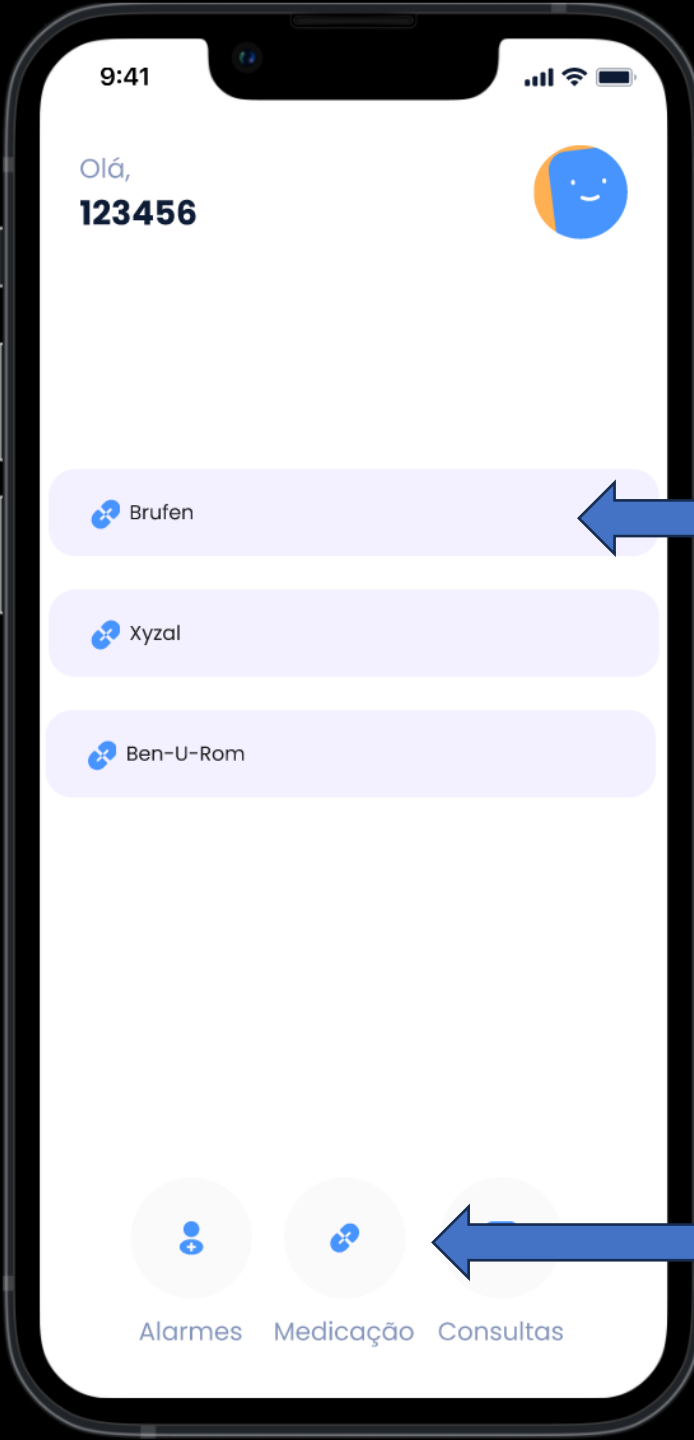 9:41
Olá,
123456
Brufen
Xyzal
Ben-U-Rom
Alarmes Medicação Consultas